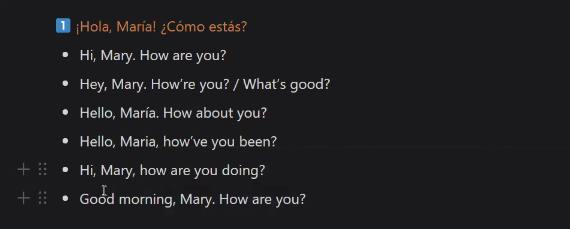 1 ¡Hola, María! ¿Cómo estás?
• Hi, Mary. How are you?
• Hey, Mary. How’re you? / What’s good?
• Hello, María. How about you?
• Hello, Maria, how’ve you been?
• Hi, Mary, how are you doing?
• Good morning, Mary. How are you?